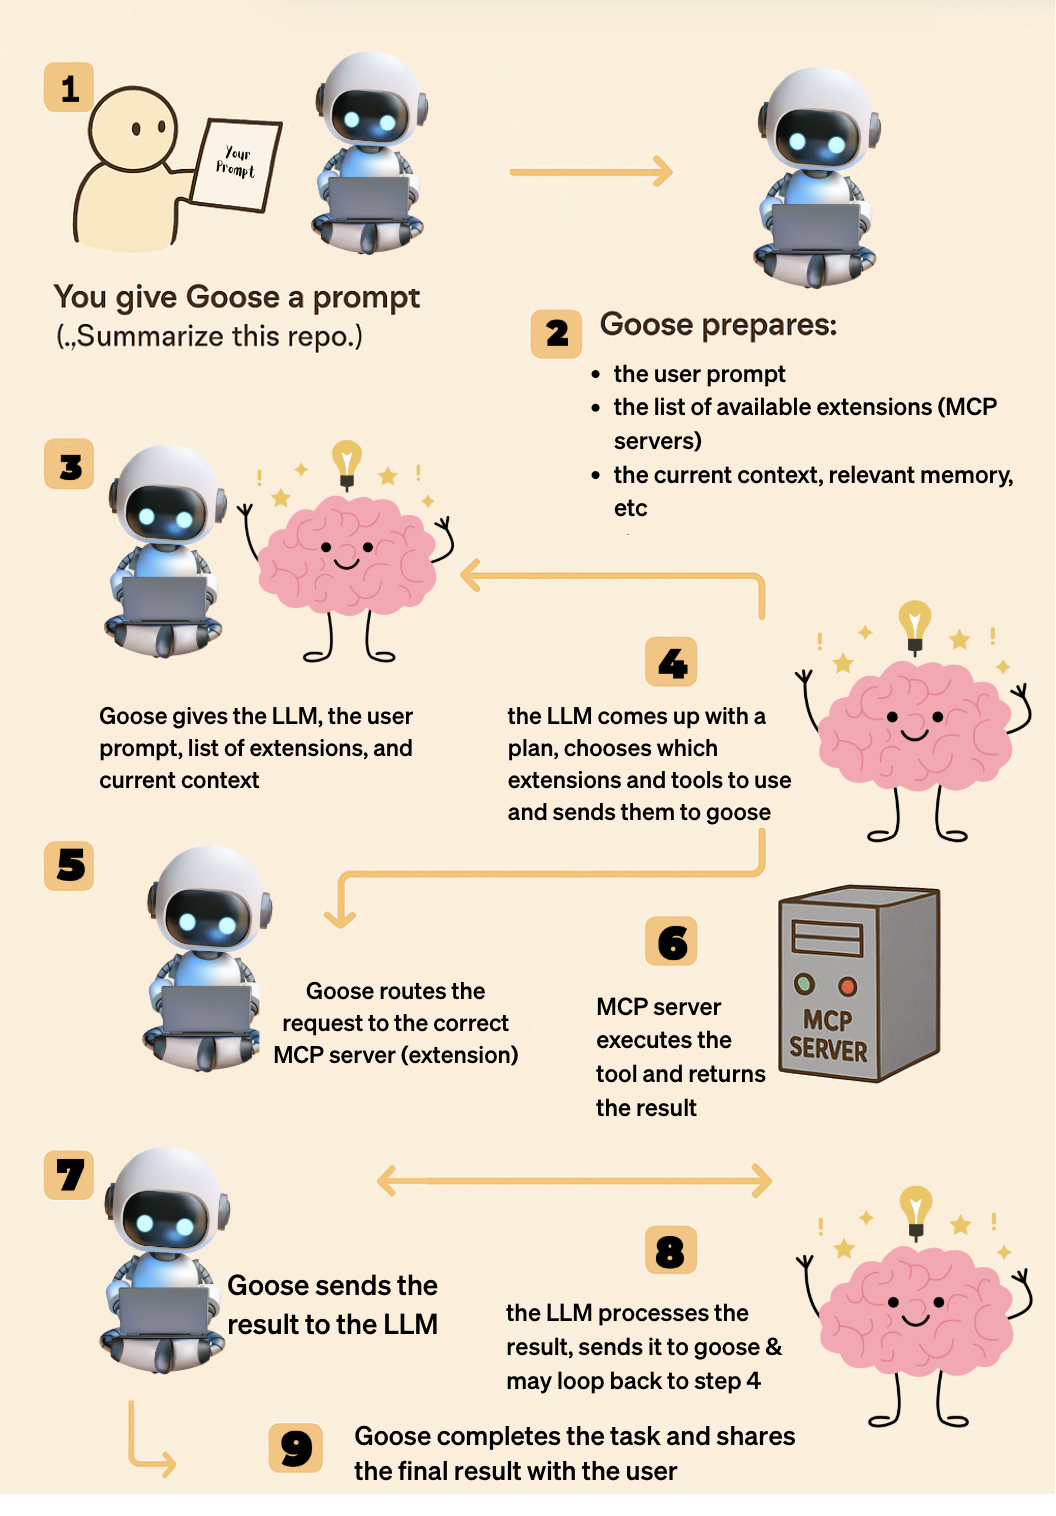 1
Your
Prompt
You give Goose a prompt
(.,Summarize this repo.)
2
Goose prepares:
• the user prompt
• the list of available extensions (MCP
servers)
• the current context, relevant memory,
etc
3
Goose gives the LLM, the user
prompt, list of extensions, and
current context
4
the LLM comes up with a
plan, chooses which
extensions and tools to use
and sends them to goose
5
Goose routes the
request to the correct
MCP server (extension)
6
MCP server
executes the
tool and returns
the result
MCP
SERVER
7
Goose sends the
result to the LLM
8
the LLM processes the
result, sends it to goose &
may loop back to step 4
9
Goose completes the task and shares
the final result with the user